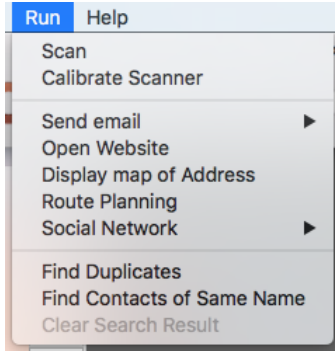 Run Help
Scan
Calibrate Scanner
Send email
Open Website
Display map of Address
Route Planning
Social Network
Find Duplicates
Find Contacts of Same Name
Clear Search Result